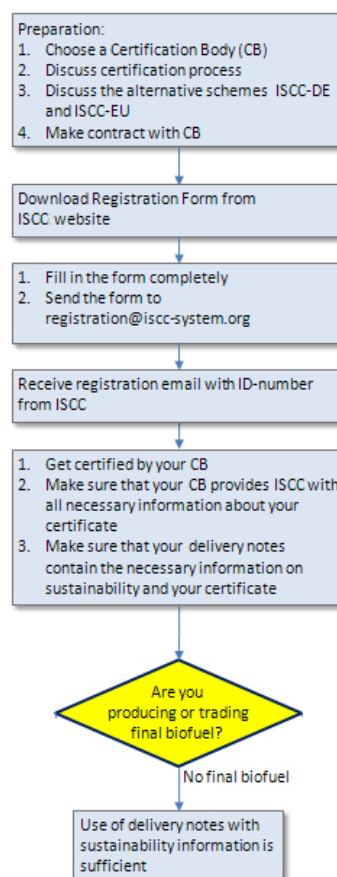 Preparation:
1. Choose a Certification Body (CB)
2. Discuss certification process
3. Discuss the alternative schemes ISCC-DE
and ISCC-EU
4. Make contract with CB
Download Registration Form from
ISCC website
1. Fill in the form completely
2. Send the form to
registration@iscc-system.org
Receive registration email with ID-number
from ISCC
1. Get certified by your CB
2. Make sure that your CB provides ISCC with
all necessary information about your
certificate
3. Make sure that your delivery notes
contain the necessary information on
sustainability and your certificate
Are you
producing or trading
final biofuel?
No final biofuel
Use of delivery notes with
sustainability information is
sufficient